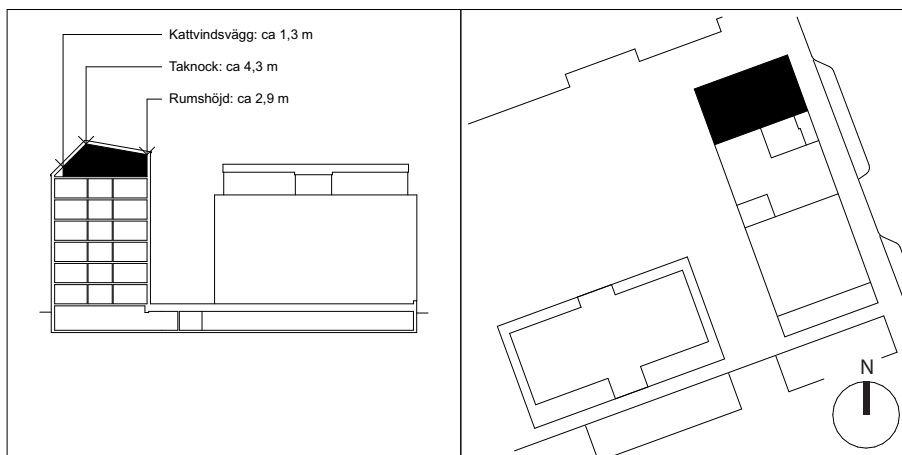 Kattvindsvägg: ca 1,3 m
Taknock: ca 4,3 m
Rumshöjd: ca 2,9 m
N